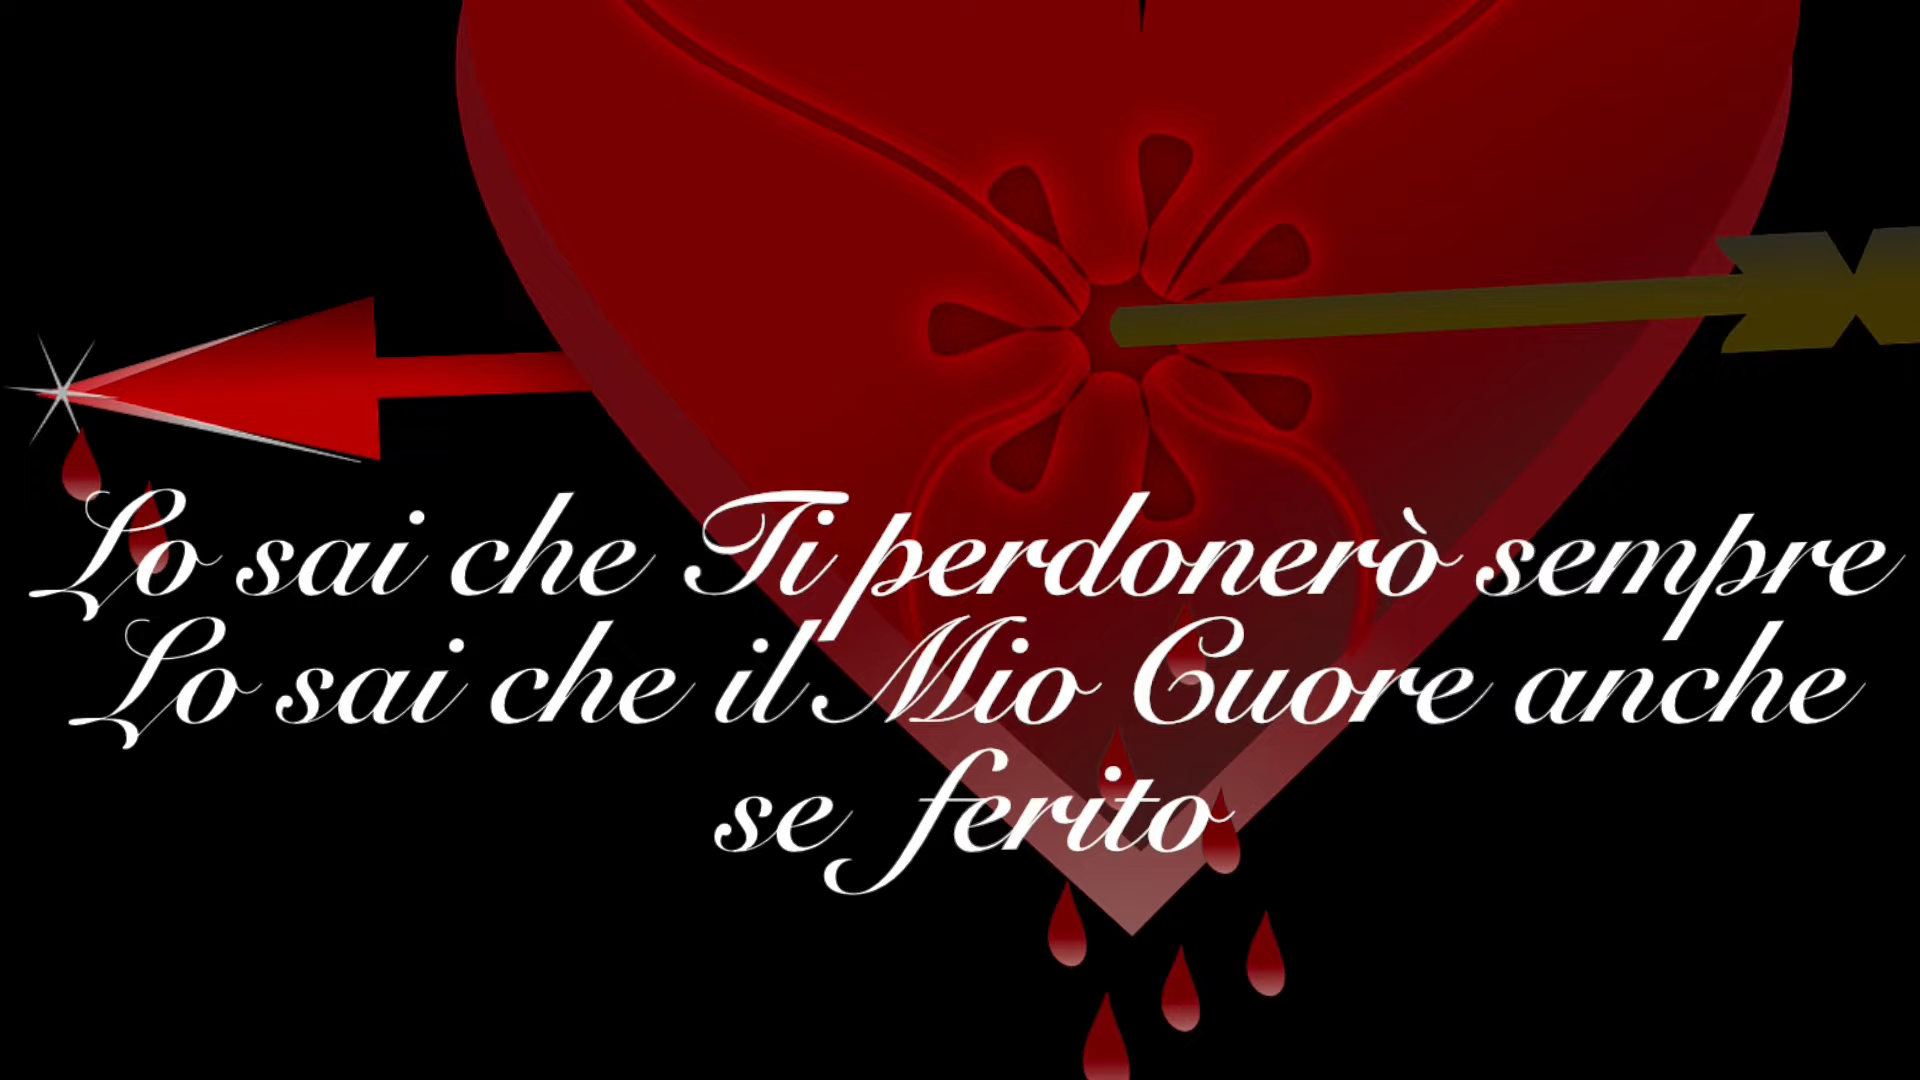 Lo sai che Ti perdonerò sempre
Lo sai che il Mio Cuore anche
se ferito